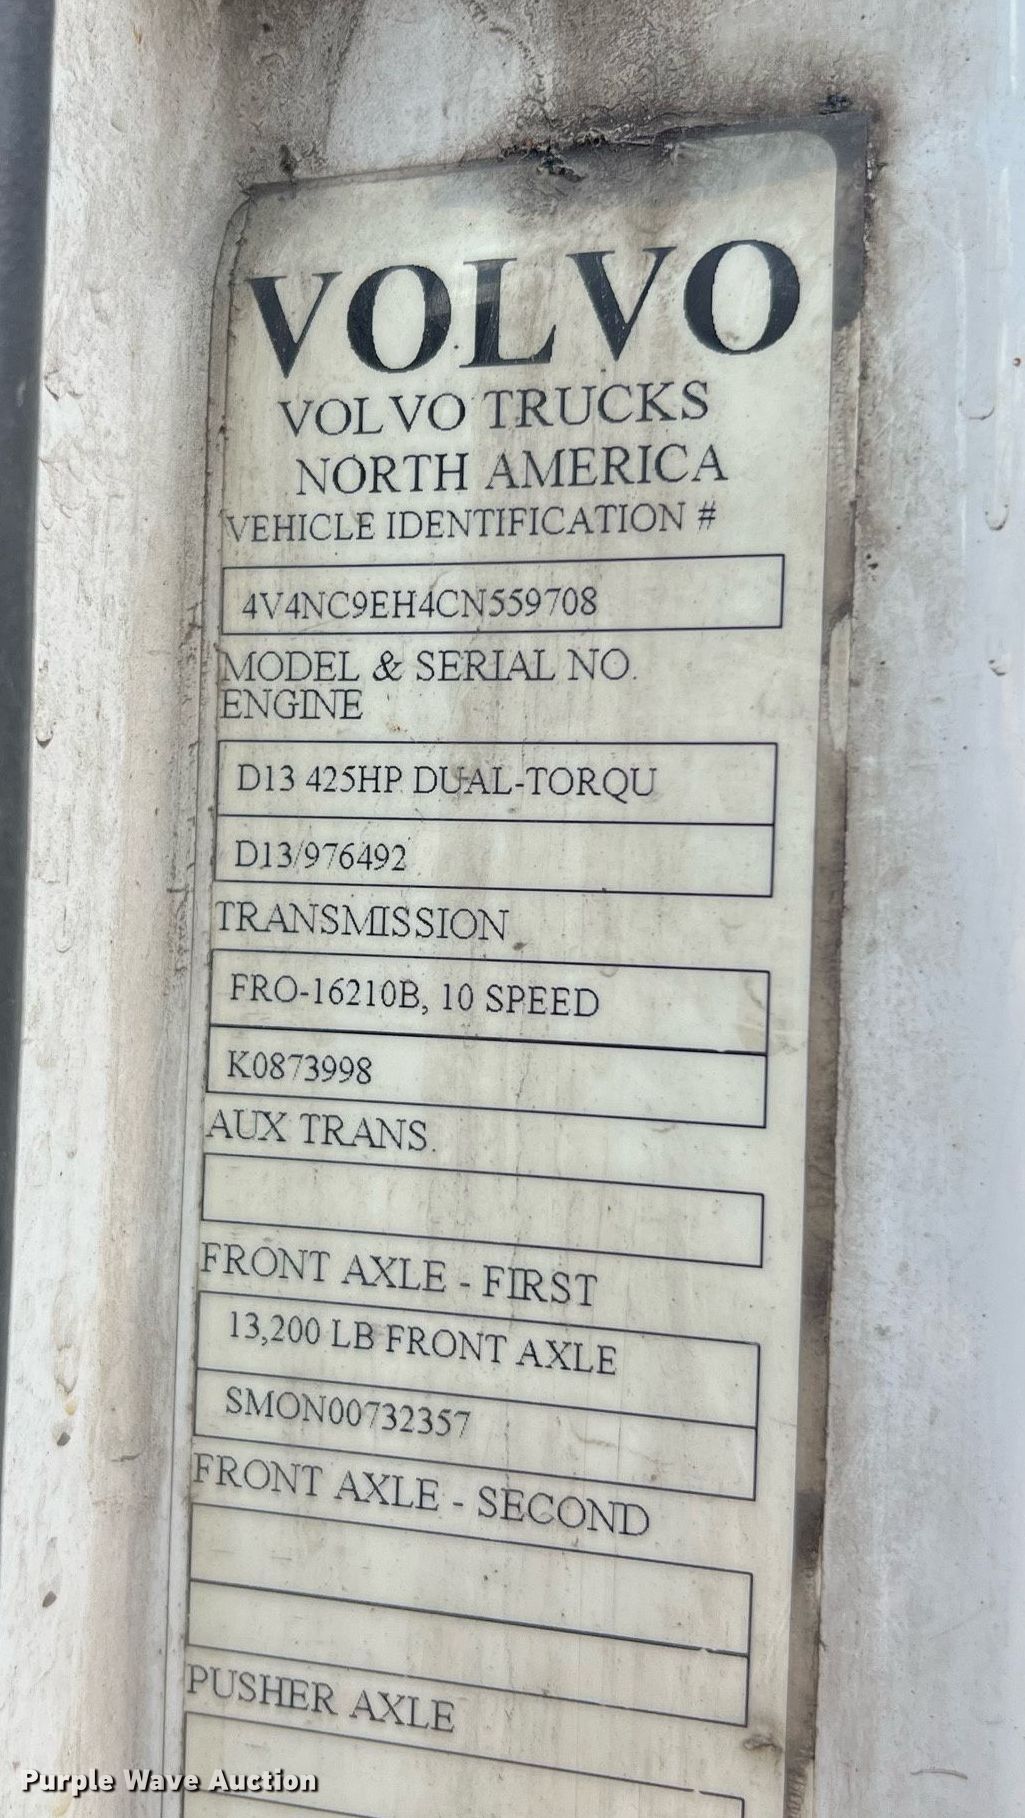 VOLVO
VOLVO TRUCKS
NORTH AMERICA
VEHICLE IDENTIFICATION #
4V4NC9EH4CN559708
MODEL & SERIAL NO.
ENGINE
D13 425HP DUAL-TORQU
D13/976492
TRANSMISSION
FRO-16210B, 10 SPEED
K0873998
AUX TRANS.
FRONT AXLE - FIRST
13,200 LB FRONT AXLE
SMON00732357
FRONT AXLE - SECOND
PUSHER AXLE
Purple Wave Auction